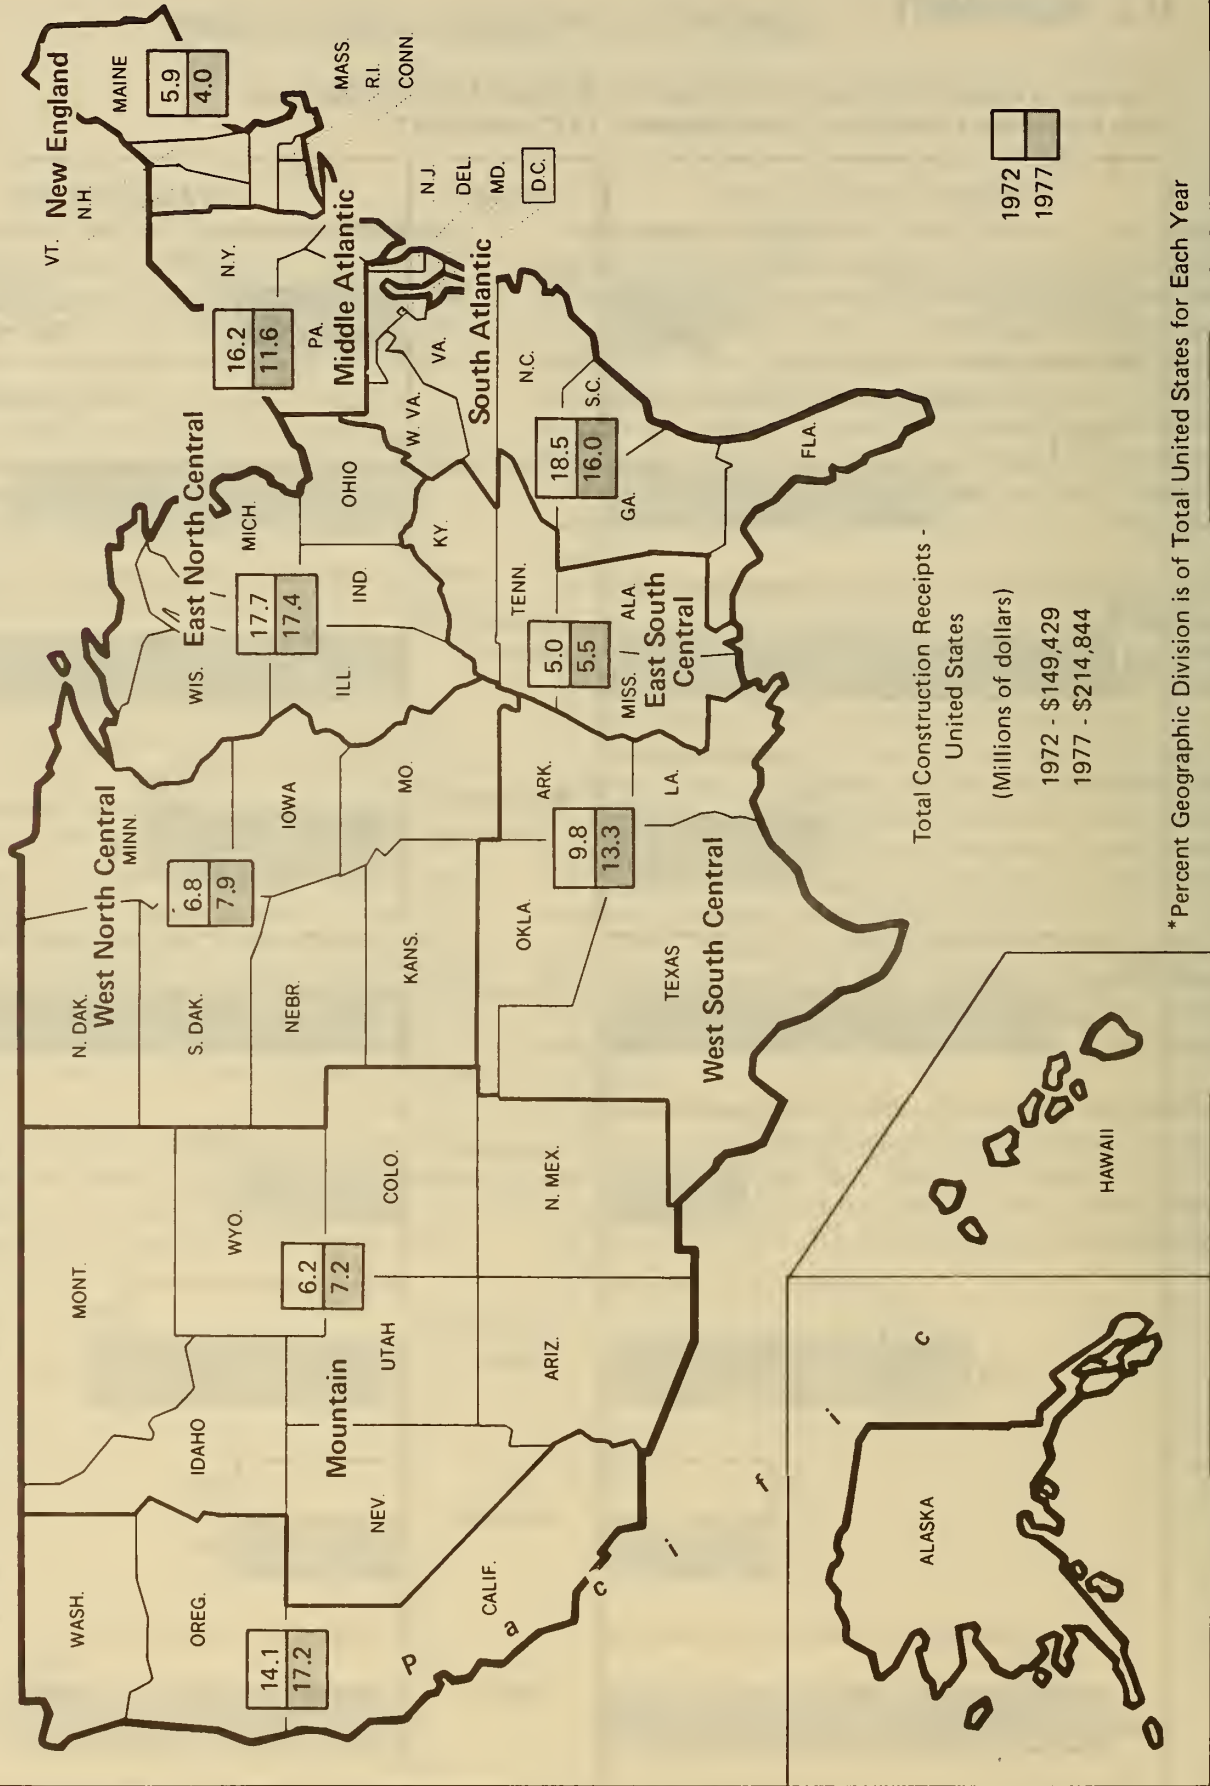 VT.
New England
N.H.
MAINE
5.9
4.0
MASS.
R.I.
CONN.
N.Y.
16.2
11.6
PA.
Middle Atlantic
N.J.
DEL.
MD.
D.C.
East North Central
MICH.
OHIO
WIS.
17.7
17.4
IND.
ILL.
W. VA.
VA.
South Atlantic
N.C.
S.C.
18.5
16.0
GA.
FLA.
KY.
TENN.
5.0
5.5
MISS.
ALA.
East South
Central
N. DAK.
West North Central
MINN.
S. DAK.
6.8
7.9
IOWA
NEBR.
MO.
KANS.
ARK.
OKLA.
9.8
13.3
LA.
TEXAS
West South Central
MONT.
WYO.
IDAHO
6.2
7.2
COLO.
UTAH
Mountain
NEV.
N. MEX.
ARIZ.
WASH.
OREG.
14.1
17.2
CALIF.
P a c i f i c
ALASKA
HAWAII
Total Construction Receipts -
United States
(Millions of dollars)
1972 - $149,429
1977 - $214,844
1972
1977
*Percent Geographic Division is of Total United States for Each Year